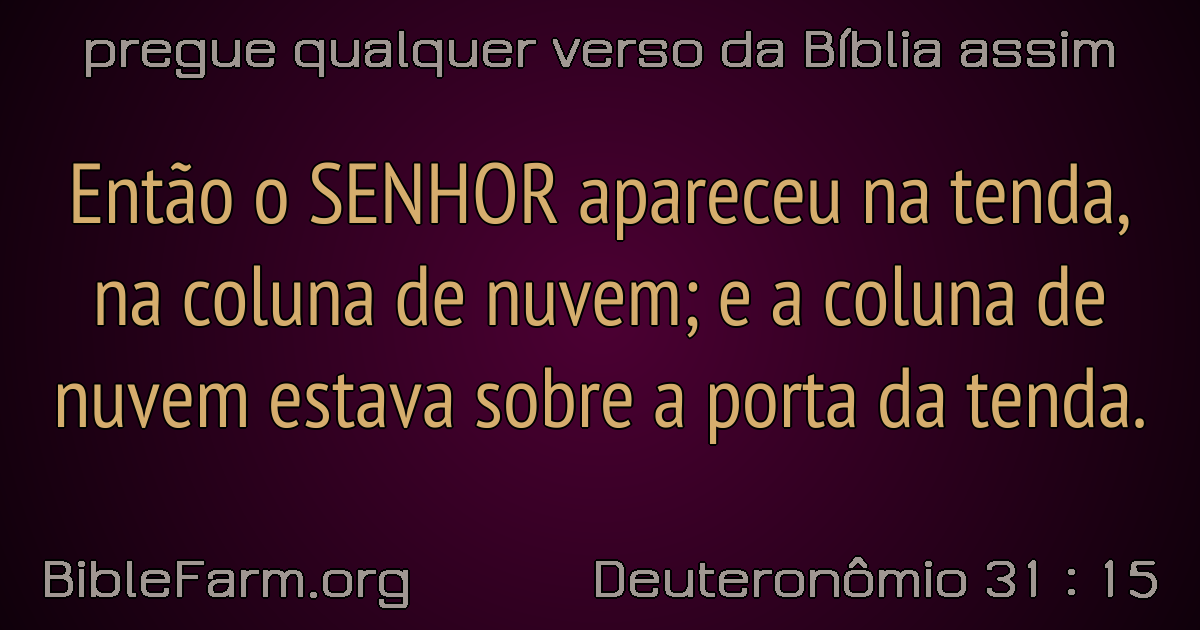 pregue qualquer verso da Bíblia assim
Então o SENHOR apareceu na tenda,
na coluna de nuvem; e a coluna de
nuvem estava sobre a porta da tenda.
BibleFarm.org
Deuteronômio 31 : 15